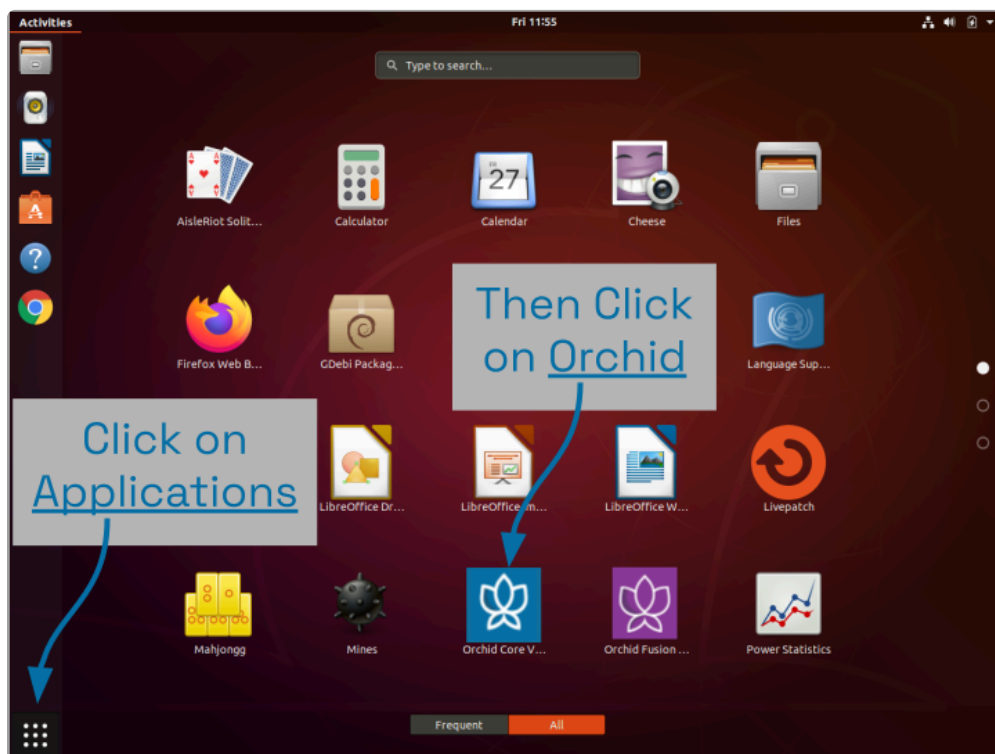 Activities
Fri 11:55
Type to search...
AisleRiot Solit...
Calculator
27
Calendar
Cheese
Files
Firefox Web B...
GDebi Packag...
Then Click
on Orchid
Language Sup...
Click on
Applications
LibreOffice Dr...
LibreOffice Im...
LibreOffice W...
Livepatch
Mahjongg
Mines
Orchid Core V...
Orchid Fusion ...
Power Statistics
Frequent
All